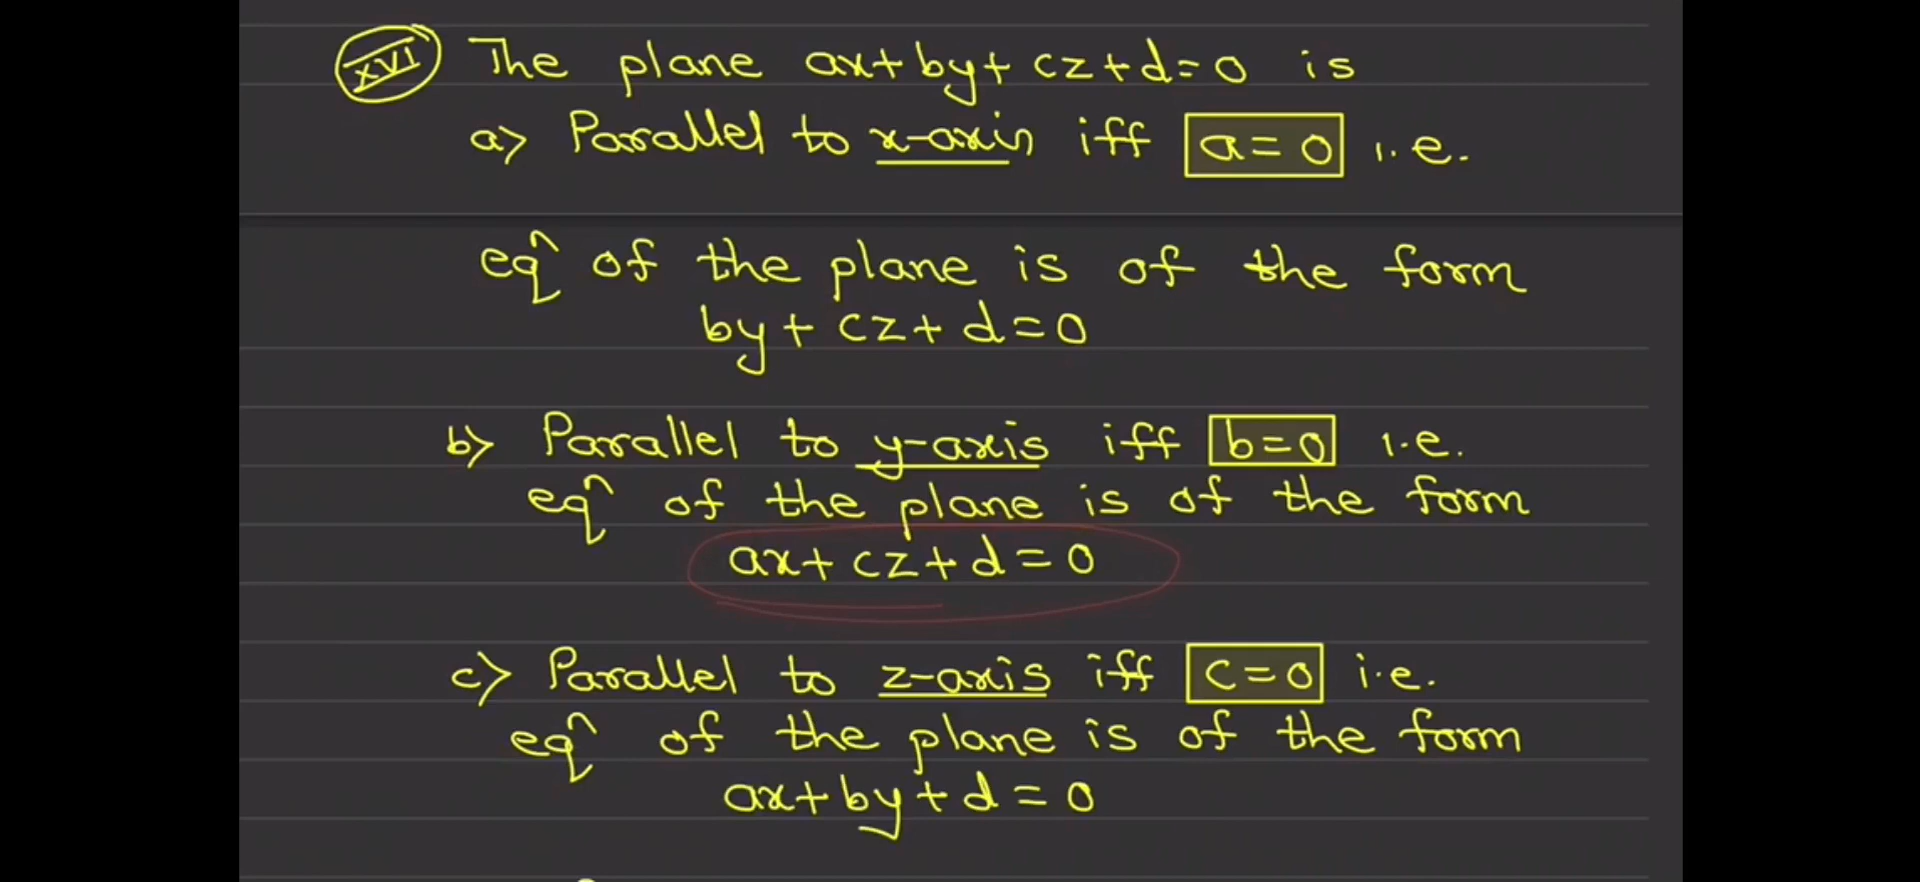 XVI The plane ax+by+cz+d=0 is
a) Parallel to x-axis iff a=0 i.e.
eqⁿ of the plane is of the form
by+cz+d=0
b) Parallel to y-axis iff b=0 i.e.
eqⁿ of the plane is of the form
ax+cz+d=0
c) Parallel to z-axis iff c=0 i.e.
eqⁿ of the plane is of the form
ax+by+d=0